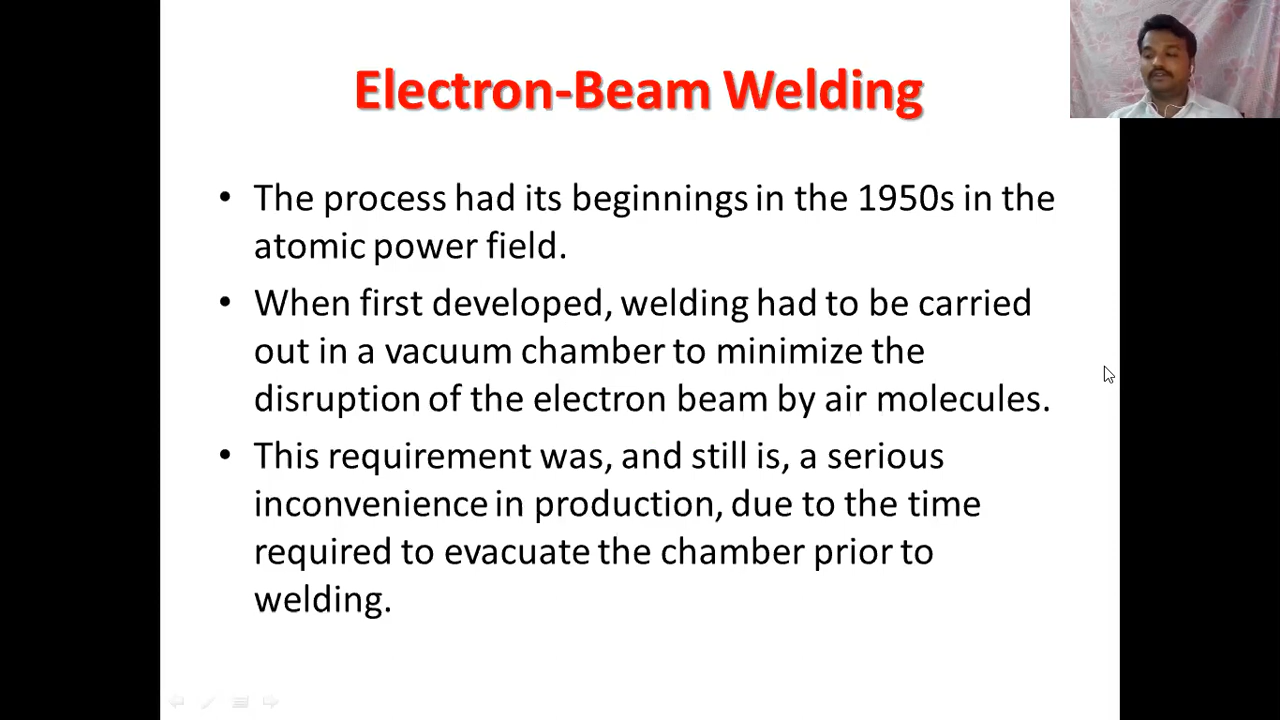 Electron-Beam Welding
• The process had its beginnings in the 1950s in the
atomic power field.
• When first developed, welding had to be carried
out in a vacuum chamber to minimize the
disruption of the electron beam by air molecules.
• This requirement was, and still is, a serious
inconvenience in production, due to the time
required to evacuate the chamber prior to
welding.